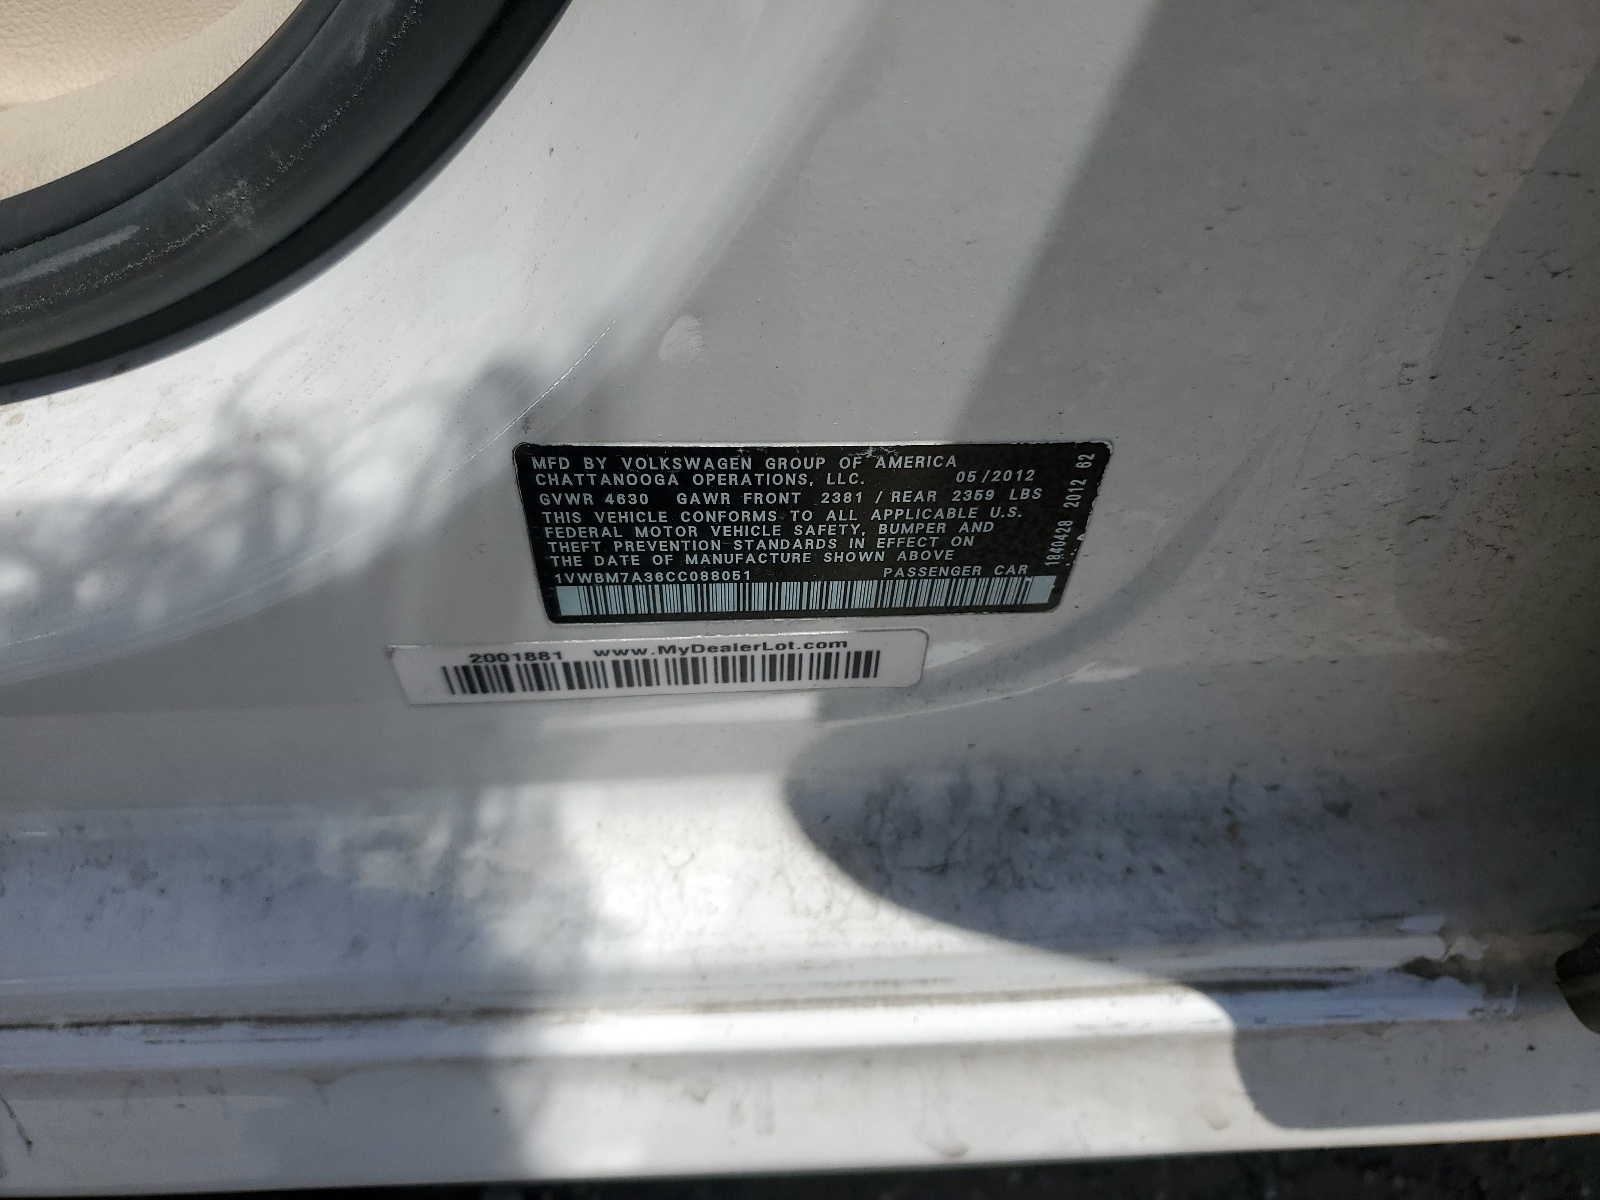 MFD BY VOLKSWAGEN GROUP OF AMERICA
CHATTANOOGA OPERATIONS, LLC. 05/2012
GVWR 4630 GAWR FRONT 2381 / REAR 2359 LBS
THIS VEHICLE CONFORMS TO ALL APPLICABLE U.S.
FEDERAL MOTOR VEHICLE SAFETY, BUMPER AND
THEFT PREVENTION STANDARDS IN EFFECT ON
THE DATE OF MANUFACTURE SHOWN ABOVE
1VWBM7A36CC088051 PASSENGER CAR
1840428 2012 62
2001881 www.MyDealerLot.com